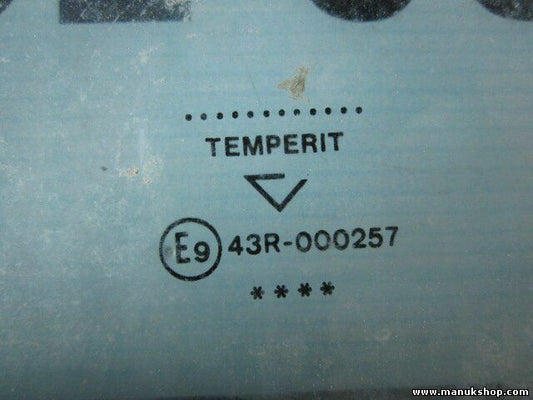 ............
TEMPERIT
E9 43R-000257
****
www.manukshop.com